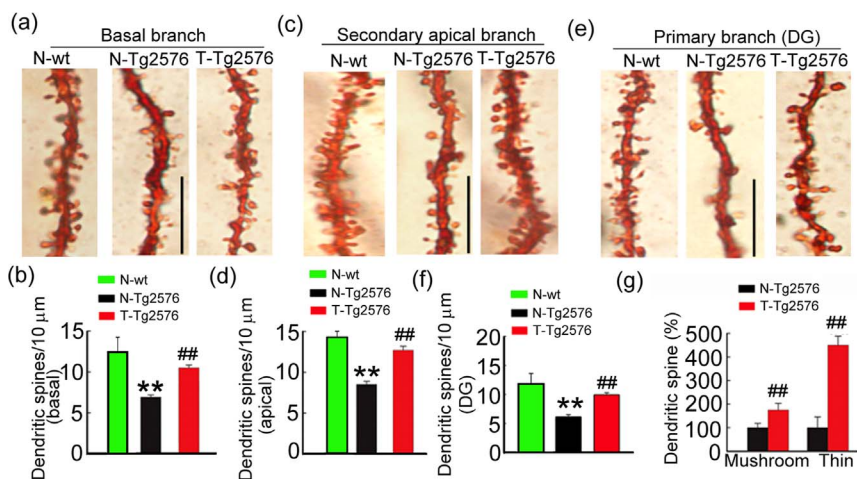 (a)
Basal branch
N-wt N-Tg2576 T-Tg2576
(c)
Secondary apical branch
N-wt N-Tg2576 T-Tg2576
(e)
Primary branch (DG)
N-wt N-Tg2576 T-Tg2576
(b)
N-wt
N-Tg2576
T-Tg2576
Dendritic spines/10 μm
(basal)
15
10
5
0
**
##
(d)
N-wt
N-Tg2576
T-Tg2576
Dendritic spines/10 μm
(apical)
15
10
5
0
**
##
(f)
N-wt
N-Tg2576
T-Tg2576
Dendritic spines/10 μm
(DG)
20
15
10
5
0
**
##
(g)
N-Tg2576
T-Tg2576
Dendritic spine (%)
500
400
300
200
100
0
##
##
Mushroom Thin